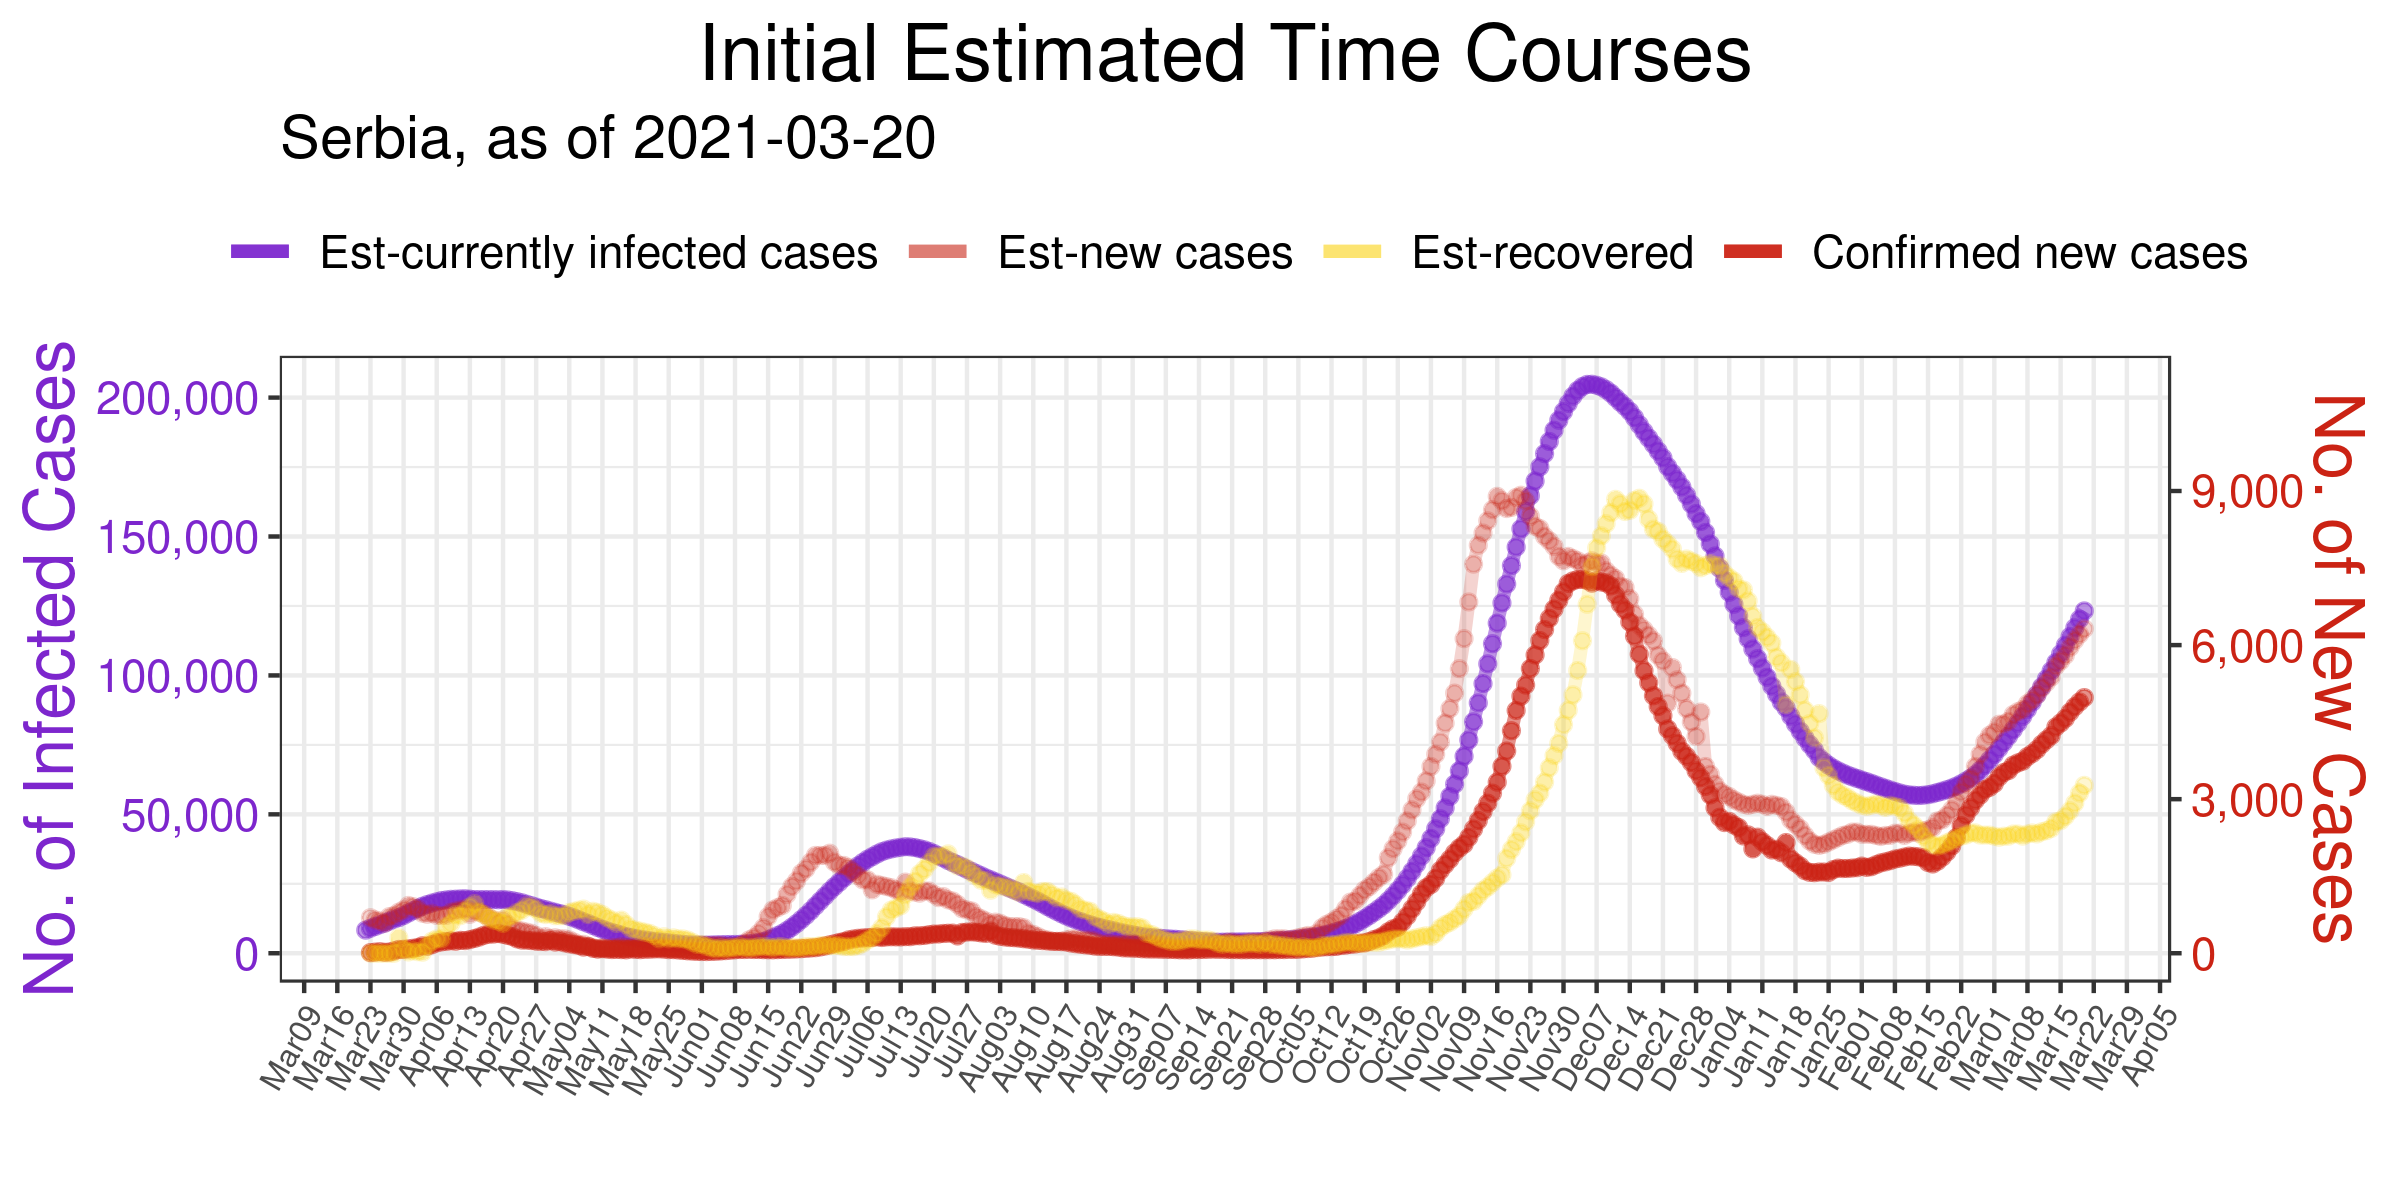 Initial Estimated Time Courses
Serbia, as of 2021-03-20
Est-currently infected cases Est-new cases Est-recovered Confirmed new cases
No. of Infected Cases
200,000
150,000
100,000
50,000
0
9,000
6,000
3,000
0
No. of New Cases
Mar09 Mar16 Mar23 Mar30 Apr06 Apr13 Apr20 Apr27 May04 May11 May18 May25 Jun01 Jun08 Jun15 Jun22 Jun29 Jul06 Jul13 Jul20 Jul27 Aug03 Aug10 Aug17 Aug24 Aug31 Sep07 Sep14 Sep21 Sep28 Oct05 Oct12 Oct19 Oct26 Nov02 Nov09 Nov16 Nov23 Nov30 Dec07 Dec14 Dec21 Dec28 Jan04 Jan11 Jan18 Jan25 Feb01 Feb08 Feb15 Feb22 Mar01 Mar08 Mar15 Mar22 Mar29 Apr05